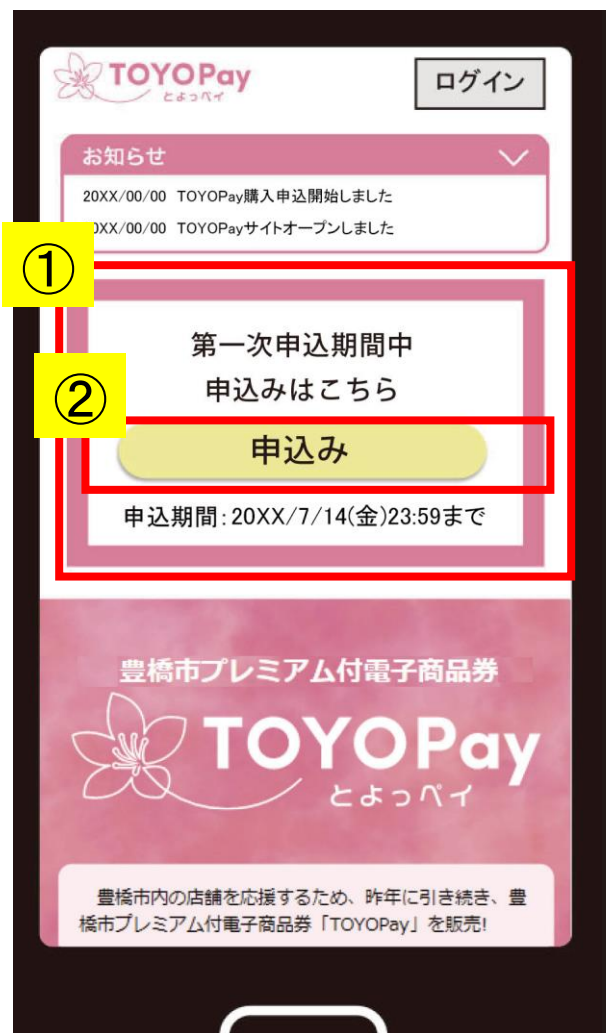 TOYOPay
とよっペイ
ログイン
お知らせ
20XX/00/00 TOYOPay購入申込開始しました
0XX/00/00 TOYOPayサイトオープンしました
①
第一次申込期間中
②
申込みはこちら
申込み
申込期間:20XX/7/14(金)23:59まで
豊橋市プレミアム付電子商品券
TOYOPay
とよっペイ
豊橋市内の店舗を応援するため、昨年に引き続き、豊
橋市プレミアム付電子商品券「TOYOPay」を販売!